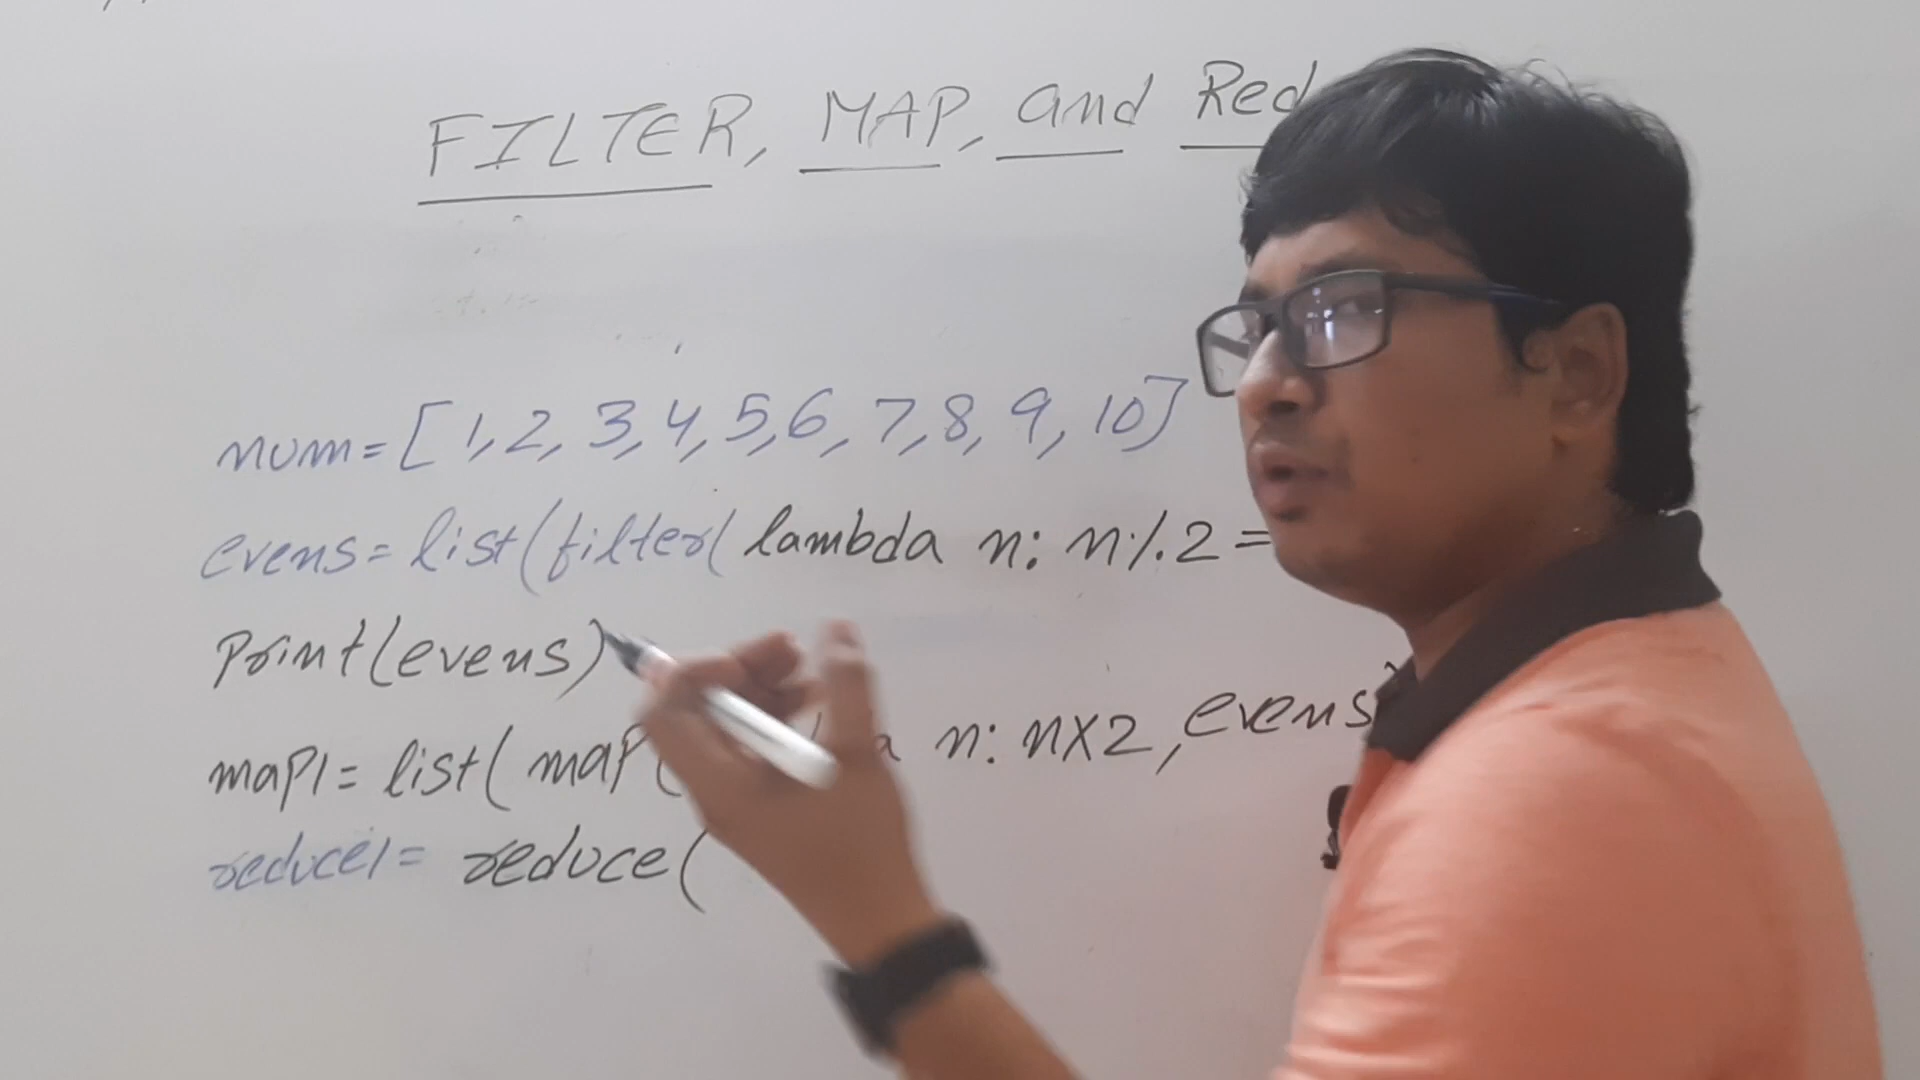 FILTER, MAP, and Red
num=[1,2,3,4,5,6,7,8,9,10]
evens=list(filter(lambda n: n%2=
Print(evens)
map1=list(map( n: nx2,evens
reduce1=reduce(